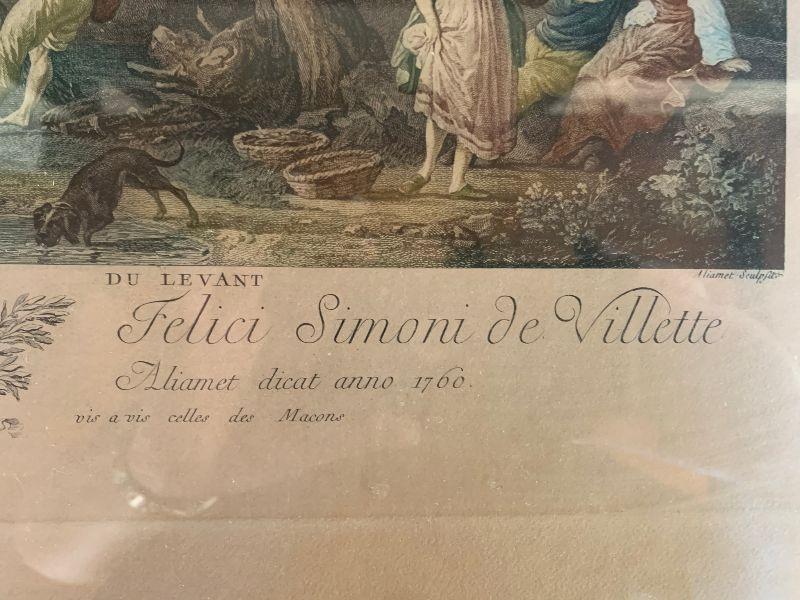 Aliamet Sculpsit
DU LEVANT
Felici Simoni de Villette
Aliamet dicat anno 1760.
vis a vis celles des Macons